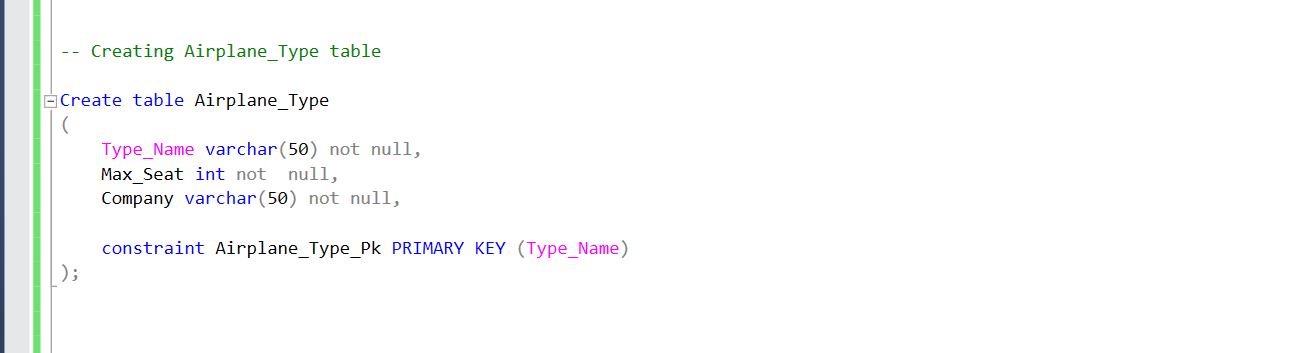 -- Creating Airplane_Type table
Create table Airplane_Type
(
Type_Name varchar(50) not null,
Max_Seat int not  null,
Company varchar(50) not null,
constraint Airplane_Type_Pk PRIMARY KEY (Type_Name)
);